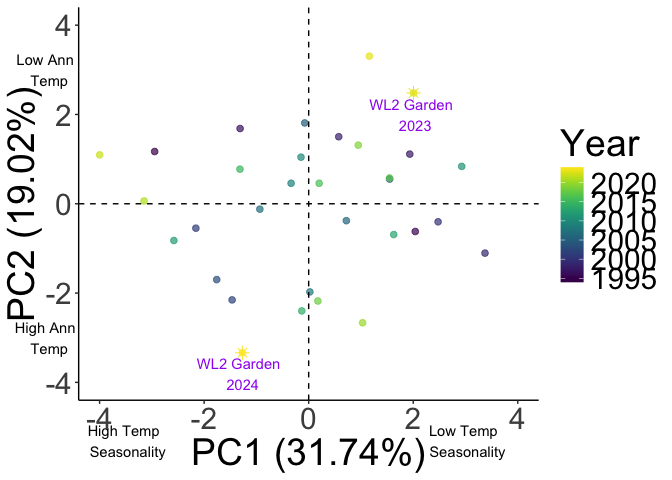 4
Low Ann
Temp
2
0
-2
High Ann
Temp
-4
PC2 (19.02%)
WL2 Garden
2023
WL2 Garden
2024
-4
-2
0
2
4
High Temp
Seasonality
PC1 (31.74%)
Low Temp
Seasonality
Year
2020
2015
2010
2005
2000
1995